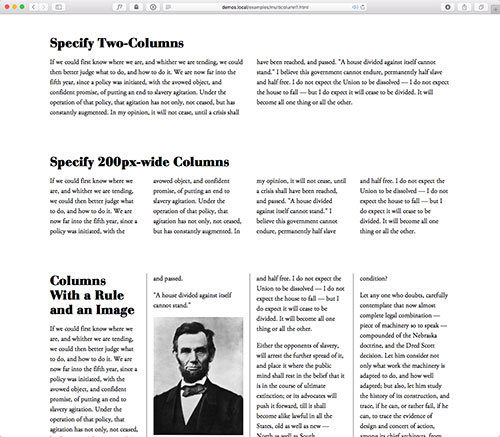 demos.local/examples/multicolumn1.html
Specify Two-Columns
If we could first know where we are, and whither we are tending, we could
then better judge what to do, and how to do it. We are now far into the fifth
year, since a policy was initiated, with the avowed object, and
confident promise, of putting an end to slavery agitation. Under the
operation of that policy, that agitation has not only, not ceased, but has
constantly augmented. In my opinion, it will not cease, until a crisis shall
have been reached, and passed. "A house divided against itself cannot
stand." I believe this government cannot endure, permanently half slave
and half free. I do not expect the Union to be dissolved — I do not expect
the house to fall — but I do expect it will cease to be divided. It will
become all one thing or all the other.
Specify 200px-wide Columns
If we could first know where we
are, and whither we are tending,
we could then better judge what
to do, and how to do it. We are
now far into the fifth year, since a
policy was initiated, with the
avowed object, and confident
promise, of putting an end to
slavery agitation. Under the
operation of that policy, that
agitation has not only, not ceased,
but has constantly augmented. In
my opinion, it will not cease, until
a crisis shall have been reached,
and passed. "A house divided
against itself cannot stand." I
believe this government cannot
endure, permanently half slave
and half free. I do not expect the
Union to be dissolved — I do not
expect the house to fall — but I
do expect it will cease to be
divided. It will become all one
thing or all the other.
Columns
With a Rule
and an Image
If we could first know where we
are, and whither we are tending,
we could then better judge what
to do, and how to do it. We are
now far into the fifth year, since a
policy was initiated, with the
avowed object, and confident
promise, of putting an end to
slavery agitation. Under the
operation of that policy, that
agitation has not only, not ceased,
and passed.
"A house divided against itself
cannot stand."
and half free. I do not expect the
Union to be dissolved — I do not
expect the house to fall — but I
do expect it will cease to be
divided. It will become all one
thing or all the other.
Either the opponents of slavery,
will arrest the further spread of it,
and place it where the public
mind shall rest in the belief that it
is in the course of ultimate
extinction; or its advocates will
push it forward, till it shall
become alike lawful in all the
States, old as well as new —
North as well as South.
condition?
Let any one who doubts, carefully
contemplate that now almost
complete legal combination —
piece of machinery so to speak —
compounded of the Nebraska
doctrine, and the Dred Scott
decision. Let him consider not
only what work the machinery is
adapted to do, and how well
adapted; but also, let him study
the history of its construction, and
trace, if he can, or rather fail, if he
can, to trace the evidence of
design and concert of action,
among its chief architects, from